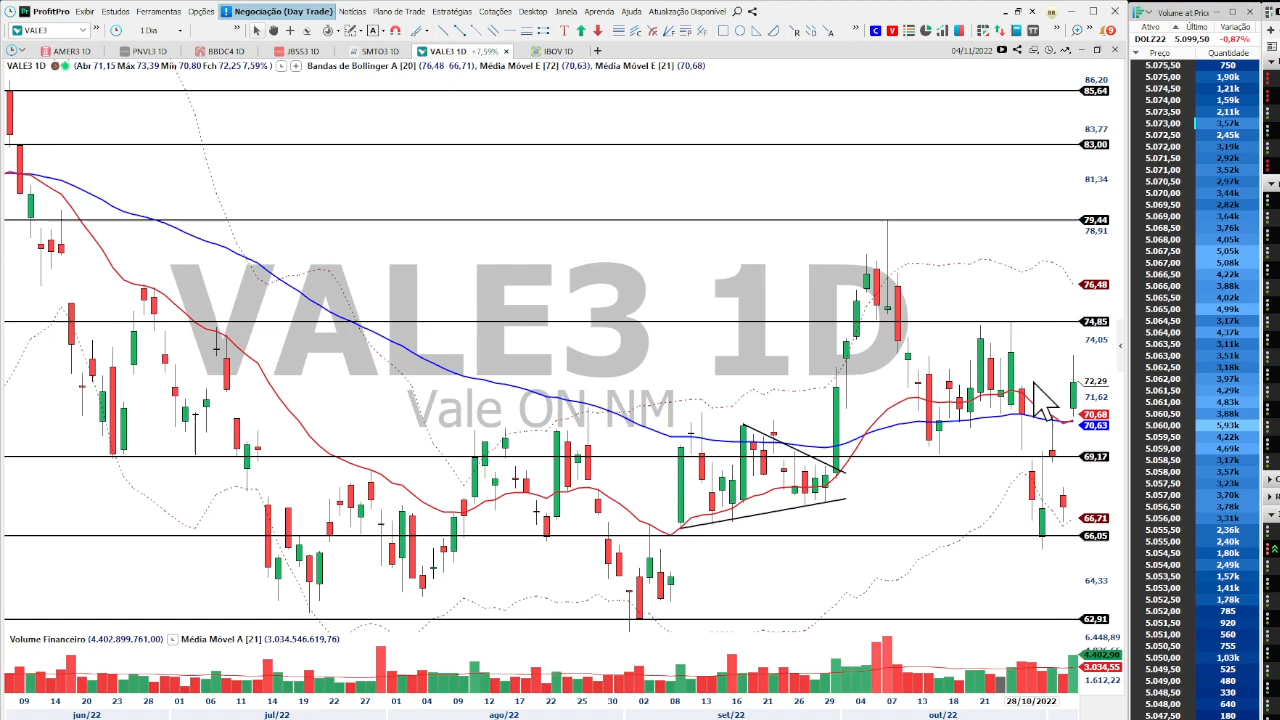 ProfitPro Exibir Estudos Ferramentas Opções Negociação (Day Trade) Notícias Plano de Trade Estratégias Cotações Desktop Janela Aprenda Ajuda Atualização Disponível RR
VALE3 1Dia
AMER3 1D PNVL3 1D BBDC4 1D JBSS3 1D SMTO3 1D VALE3 1D +7,59% ECOV 1D
04/11/2022
VALE3 1D (Abr 71,15 Máx 73,39 Min 70,80 Fch 72,25 7,59%) Bandas de Bollinger A [20] (76,48 66,71), Média Móvel E [72] (70,63), Média Móvel E [21] (70,68)
VALE3 1D
Vale ON NM
86,20
85,64
83,77
83,00
81,34
79,44
78,91
76,48
74,85
74,05
72,29
71,62
70,68
70,63
69,17
66,71
66,05
64,33
62,91
Volume Financeiro (4.402.899.761,00) Média Móvel A [21] (3.034.546.619,76)
6.448,89
4.402,90
3.034,55
1.612,22
09 14 20 23 28 01 06 11 14 19 22 27 01 04 09 12 17 22 25 30 02 08 13 16 21 26 29 04 07 13 18 21 28/10/2022
jun/22 jul/22 ago/22 set/22 out/22
Volume at Price
Ativo Último Variação
DOLZ22 5.099,50 -0,87%
Preço Quantidade
5.075,50 750
5.075,00 1,90k
5.074,50 1,21k
5.074,00 1,59k
5.073,50 2,11k
5.073,00 3,57k
5.072,50 2,45k
5.072,00 3,19k
5.071,50 2,92k
5.071,00 3,52k
5.070,50 2,97k
5.070,00 3,44k
5.069,50 2,82k
5.069,00 3,64k
5.068,50 3,76k
5.068,00 4,05k
5.067,50 5,05k
5.067,00 5,08k
5.066,50 4,22k
5.066,00 3,88k
5.065,50 4,02k
5.065,00 4,99k
5.064,50 3,17k
5.064,00 4,37k
5.063,50 3,11k
5.063,00 3,51k
5.062,50 3,18k
5.062,00 3,97k
5.061,50 4,29k
5.061,00 4,83k
5.060,50 3,88k
5.060,00 5,93k
5.059,50 4,22k
5.059,00 4,69k
5.058,50 3,17k
5.058,00 3,57k
5.057,50 3,23k
5.057,00 3,70k
5.056,50 3,78k
5.056,00 3,31k
5.055,50 2,36k
5.055,00 2,40k
5.054,50 1,80k
5.054,00 2,49k
5.053,50 1,57k
5.053,00 1,41k
5.052,50 1,78k
5.052,00 785
5.051,50 920
5.051,00 560
5.050,50 755
5.050,00 1,03k
5.049,50 525
5.049,00 480
5.048,50 330
5.048,00 640
5.047,50 180